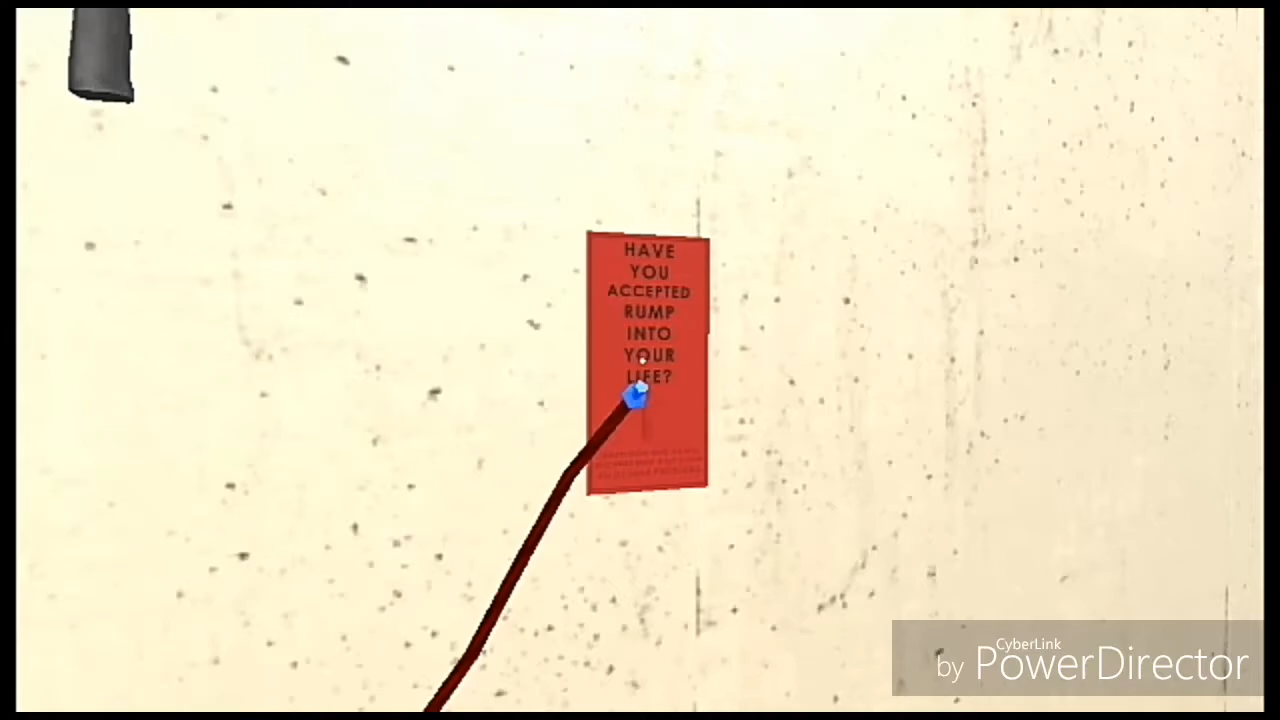 HAVE
YOU
ACCEPTED
RUMP
INTO
YOUR
LIFE?
CyberLink
by PowerDirector